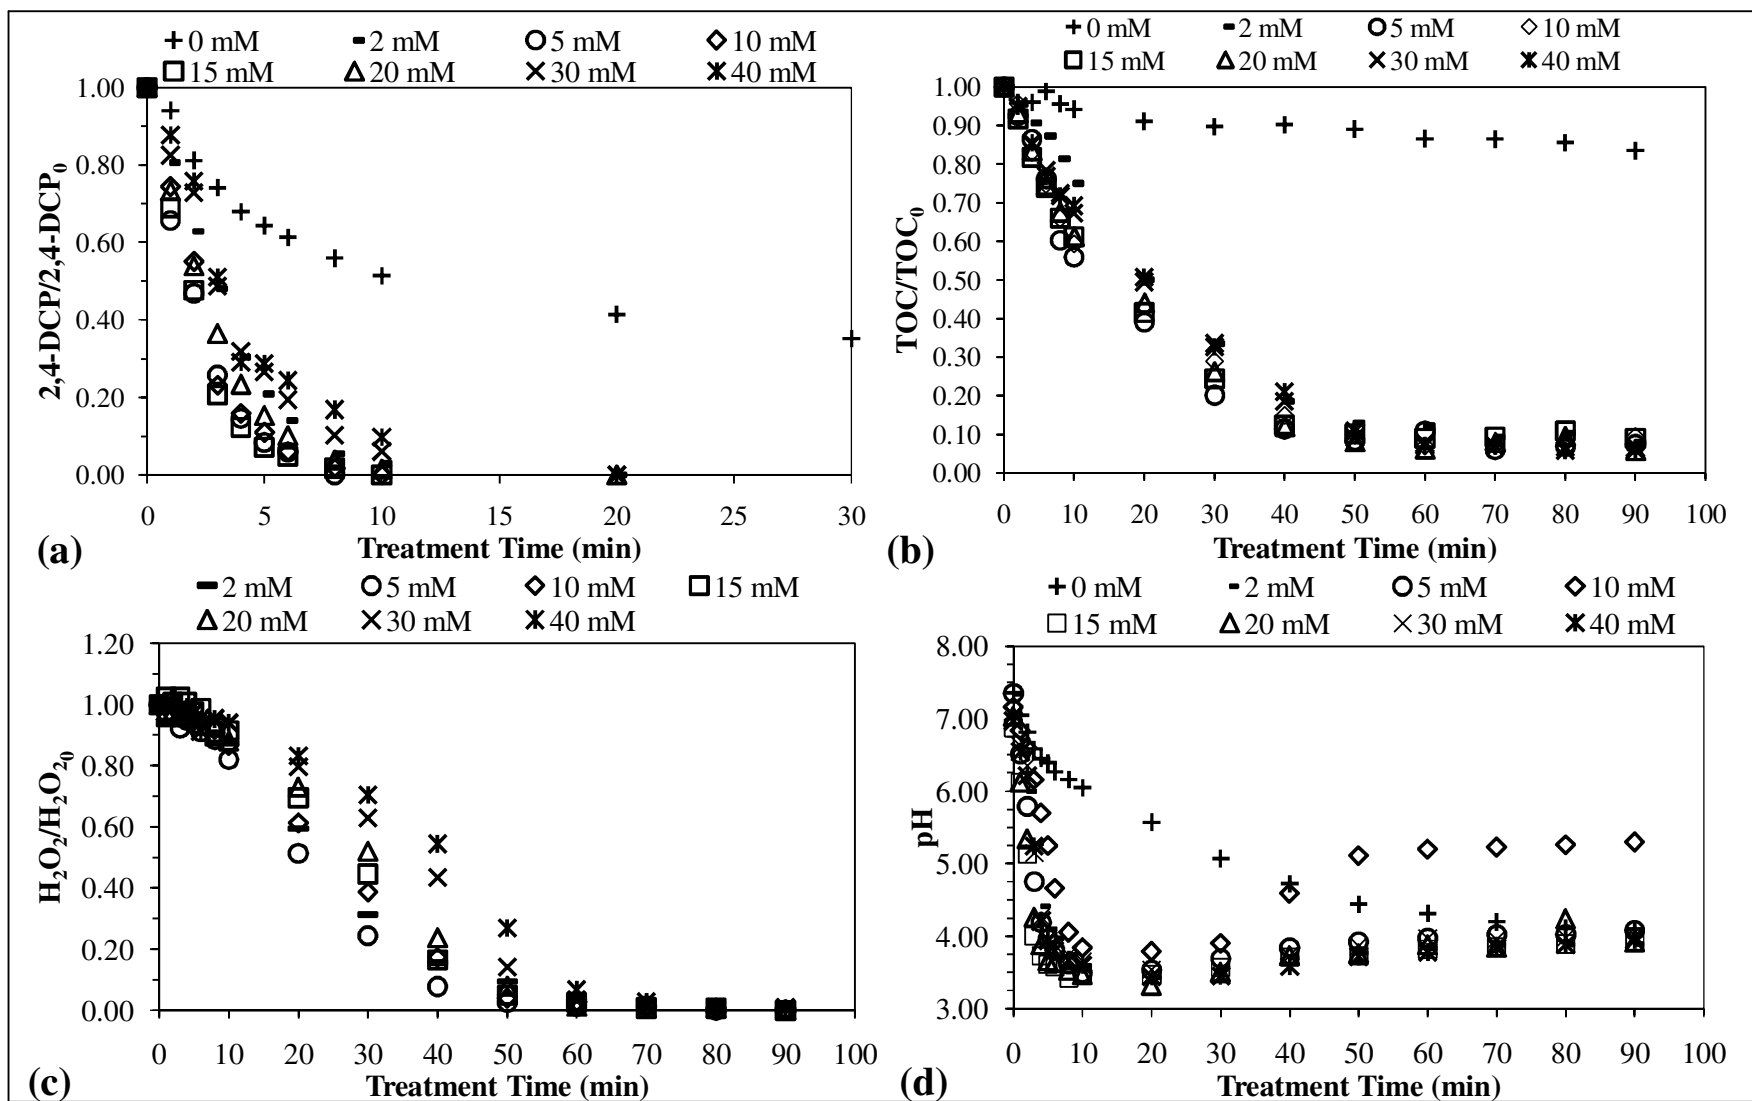 0 mM 2 mM 5 mM 10 mM
15 mM 20 mM 30 mM 40 mM
1.00
0.80
0.60
0.40
0.20
0.00
2,4-DCP/2,4-DCP0
0 5 10 15 20 25 30
(a) Treatment Time (min)
0 mM 2 mM 5 mM 10 mM
15 mM 20 mM 30 mM 40 mM
1.00
0.90
0.80
0.70
0.60
0.50
0.40
0.30
0.20
0.10
0.00
TOC/TOC0
0 10 20 30 40 50 60 70 80 90 100
(b) Treatment Time (min)
2 mM 5 mM 10 mM 15 mM
20 mM 30 mM 40 mM
1.20
1.00
0.80
0.60
0.40
0.20
0.00
H2O2/H2O20
0 10 20 30 40 50 60 70 80 90 100
(c) Treatment Time (min)
0 mM 2 mM 5 mM 10 mM
15 mM 20 mM 30 mM 40 mM
8.00
7.00
6.00
5.00
4.00
3.00
pH
0 10 20 30 40 50 60 70 80 90 100
(d) Treatment Time (min)